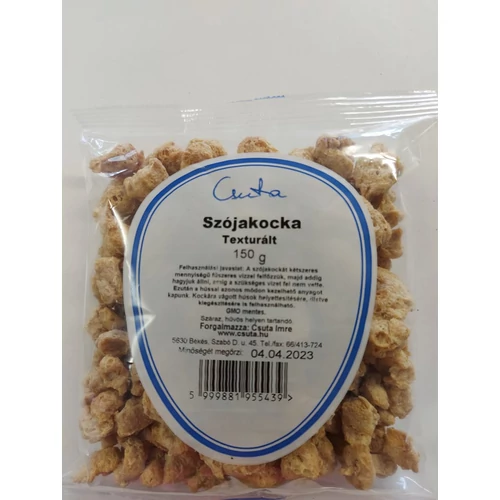 Csuta
Szójakocka
Texturált
150 g
Felhasználási javaslat: A szójakockát kétszeres
mennyiségű fűszeres vízzel felfőzzük, majd addig
hagyjuk állni, amíg a szükséges vizet fel nem vette.
Ezután a hússal azonos módon kezelhető anyagot
kapjunk. Kockára vágott húsok helyettesítésére, illetve
kiegészítésére is felhasználható.
GMO mentes.
Száraz, hűvös helyen tartandó.
Forgalmazza: Csuta Imre
www.csuta.hu
5630 Békés, Szabó D. u. 45. Tel./fax: 66/413-724
Minőségét megőrzi: 04.04.2023
5 999881 955439>